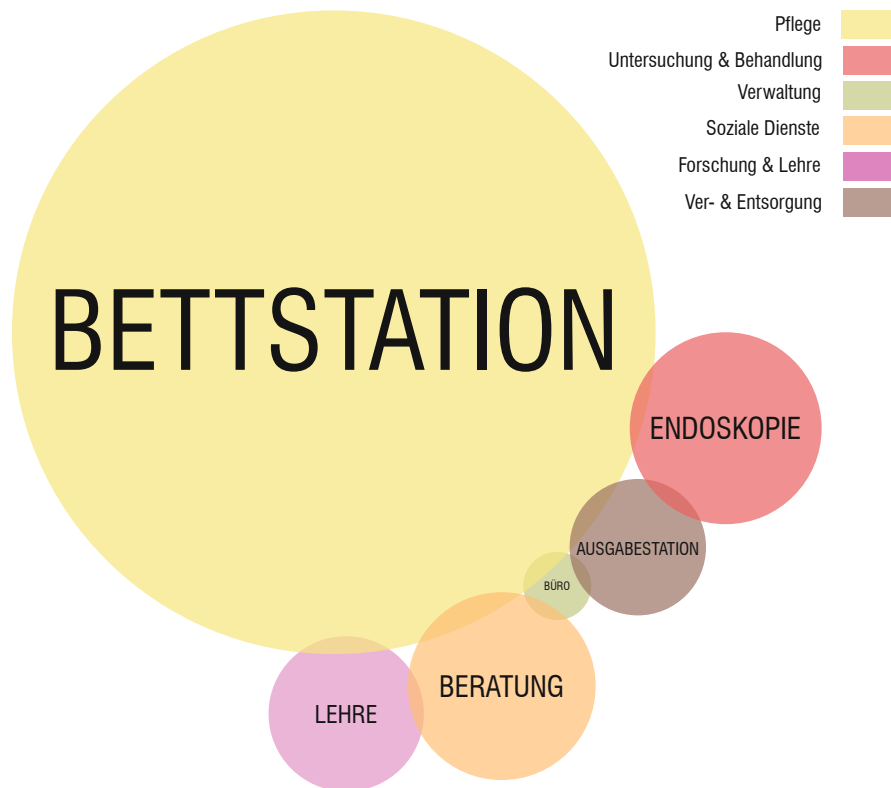 Pflege
Untersuchung & Behandlung
Verwaltung
Soziale Dienste
Forschung & Lehre
Ver- & Entsorgung
BETTSTATION
ENDOSKOPIE
AUSGABESTATION
BÜRO
BERATUNG
LEHRE